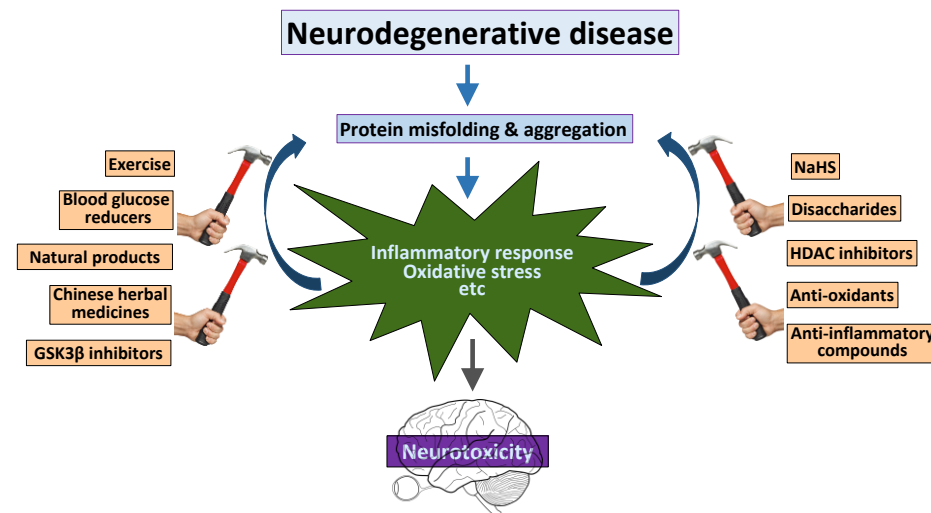 Neurodegenerative disease
Protein misfolding & aggregation
Exercise
Blood glucose
reducers
Natural products
Chinese herbal
medicines
GSK3β inhibitors
Inflammatory response
Oxidative stress
etc
NaHS
Disaccharides
HDAC inhibitors
Anti-oxidants
Anti-inflammatory
compounds
Neurotoxicity